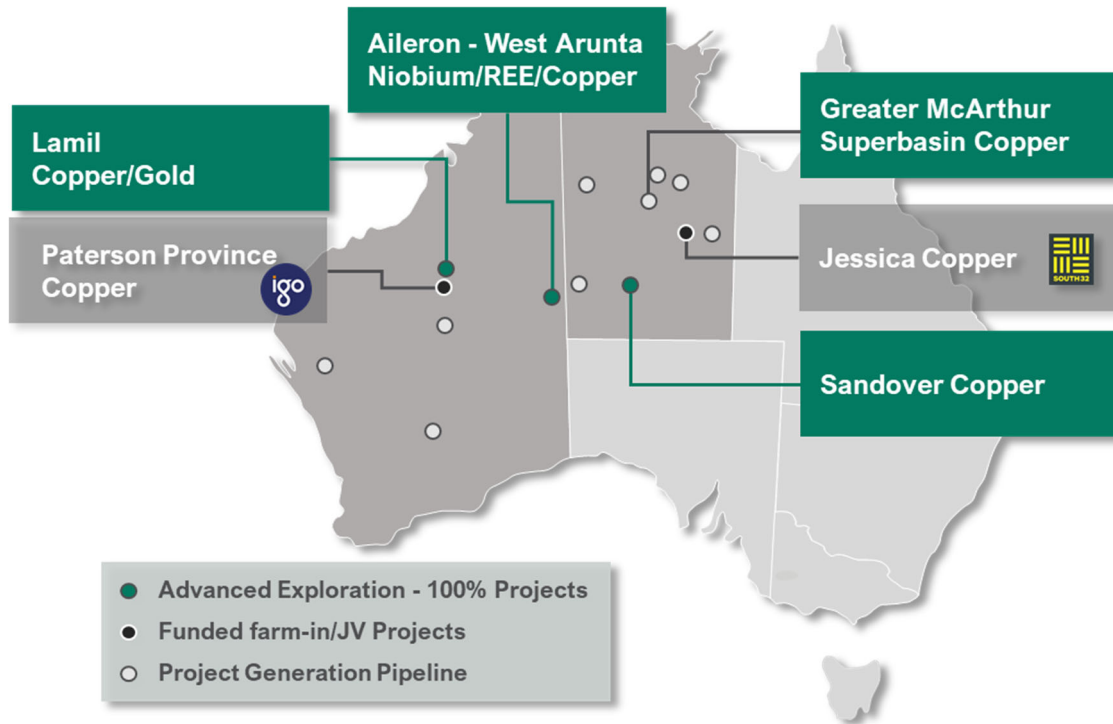 Aileron - West Arunta
Niobium/REE/Copper
Lamil
Copper/Gold
Greater McArthur
Superbasin Copper
Paterson Province
Copper
igo
Jessica Copper
SOUTH32
Sandover Copper
Advanced Exploration - 100% Projects
Funded farm-in/JV Projects
Project Generation Pipeline